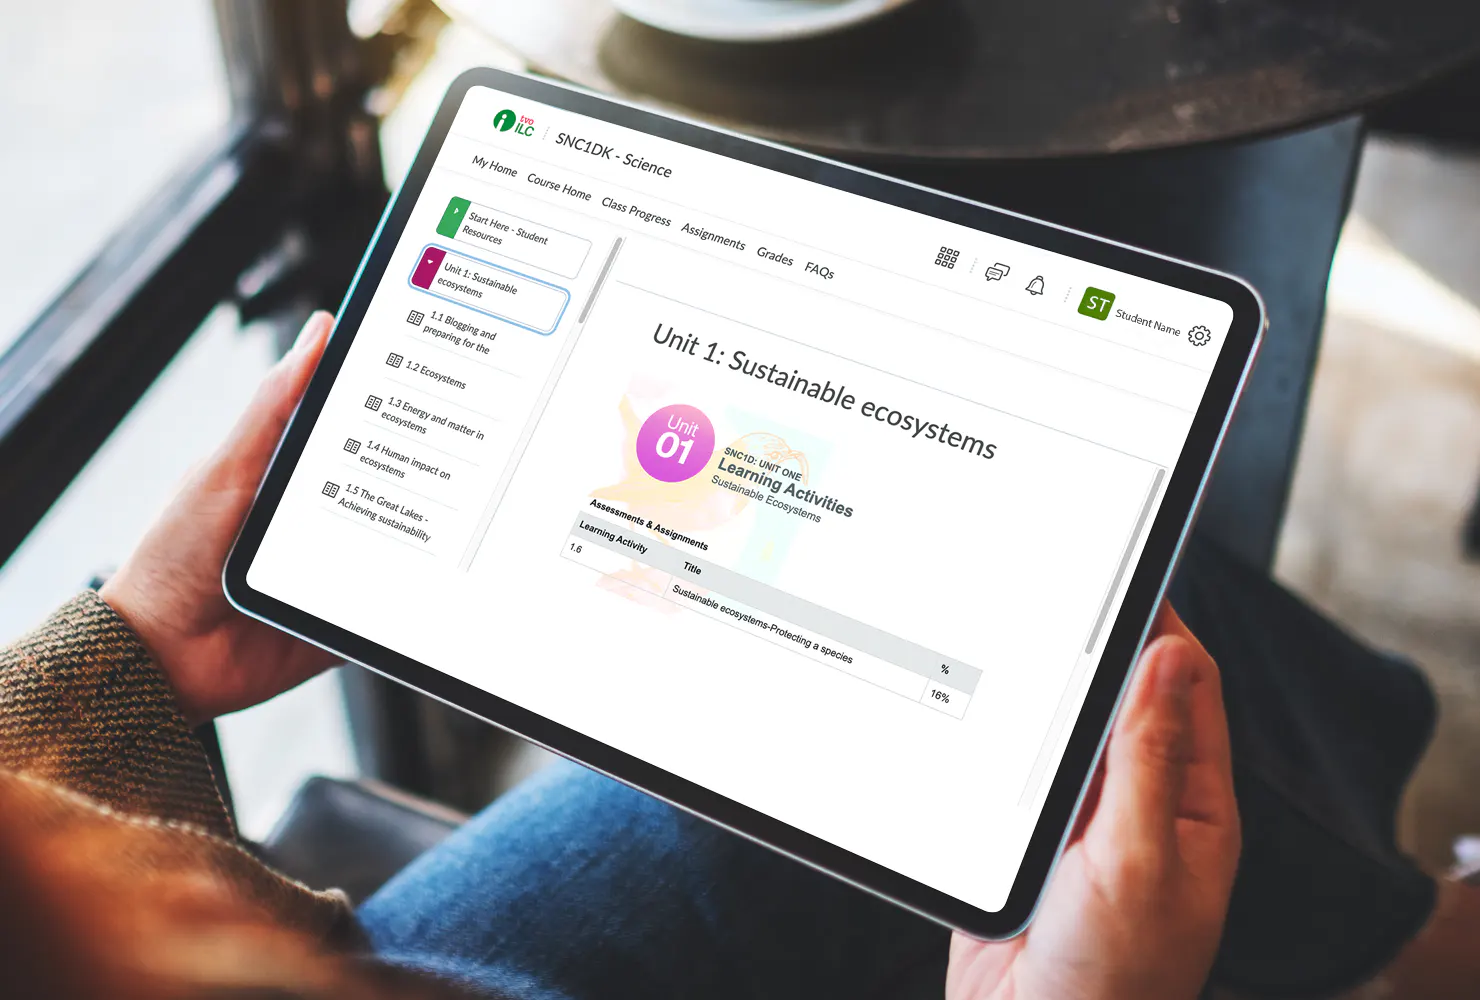 tvo
ILC
SNC1DK - Science
My Home
Course Home
Class Progress
Assignments
Grades
FAQs
ST
Student Name
Start Here - Student
Resources
Unit 1: Sustainable
ecosystems
1.1 Blogging and
preparing for the
1.2 Ecosystems
1.3 Energy and matter in
ecosystems
1.4 Human impact on
ecosystems
1.5 The Great Lakes -
Achieving sustainability
Unit 1: Sustainable ecosystems
Unit
01
SNC1D: UNIT ONE
Learning Activities
Sustainable Ecosystems
Assessments & Assignments
Learning Activity
Title
%
1.6
Sustainable ecosystems-Protecting a species
16%